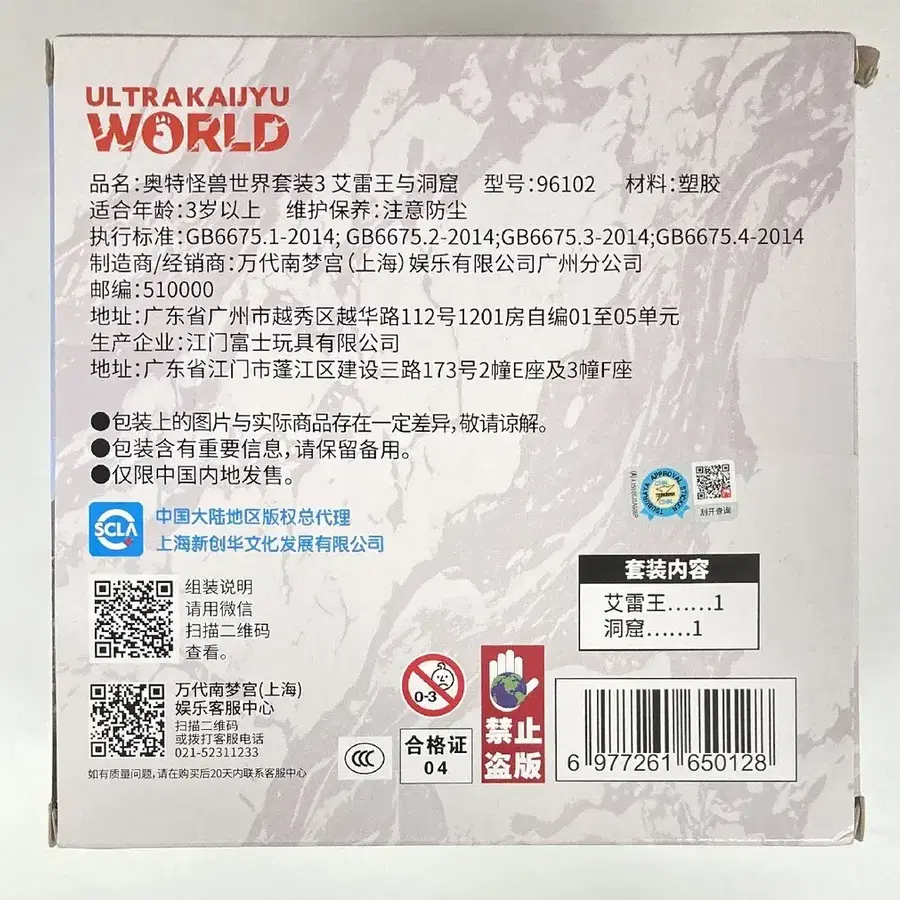 ULTRA KAIJYU
WORLD
品名:奥特怪兽世界套装3 艾雷王与洞窟 型号:96102 材料:塑胶
适合年龄:3岁以上 维护保养:注意防尘
执行标准:GB6675.1-2014; GB6675.2-2014;GB6675.3-2014;GB6675.4-2014
制造商/经销商:万代南梦宫(上海)娱乐有限公司广州分公司
邮编:510000
地址:广东省广州市越秀区越华路112号1201房自编01至05单元
生产企业:江门富士玩具有限公司
地址:广东省江门市蓬江区建设三路173号2幢E座及3幢F座
●包装上的图片与实际商品存在一定差异,敬请谅解。
●包装含有重要信息,请保留备用。
●仅限中国内地发售。
TSUBURAYA APPROVAL STICKER
CHN
刮开查询
SCLA
中国大陆地区版权总代理
上海新创华文化发展有限公司
套装内容
艾雷王......1
洞窟......1
组装说明
请用微信
扫描二维码
查看。
万代南梦宫(上海)
娱乐客服中心
扫描二维码
或拨打客服电话
021-52311233
如有质量问题,请在购买后20天内联系客服中心
0-3
CCC
合格证
04
禁止
盗版
6 977261 650128